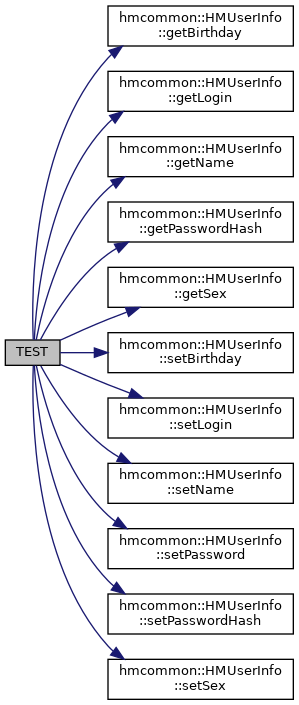 hmcommon::HMUserInfo
::getBirthday
hmcommon::HMUserInfo
::getLogin
hmcommon::HMUserInfo
::getName
hmcommon::HMUserInfo
::getPasswordHash
hmcommon::HMUserInfo
::getSex
TEST
hmcommon::HMUserInfo
::setBirthday
hmcommon::HMUserInfo
::setLogin
hmcommon::HMUserInfo
::setName
hmcommon::HMUserInfo
::setPassword
hmcommon::HMUserInfo
::setPasswordHash
hmcommon::HMUserInfo
::setSex